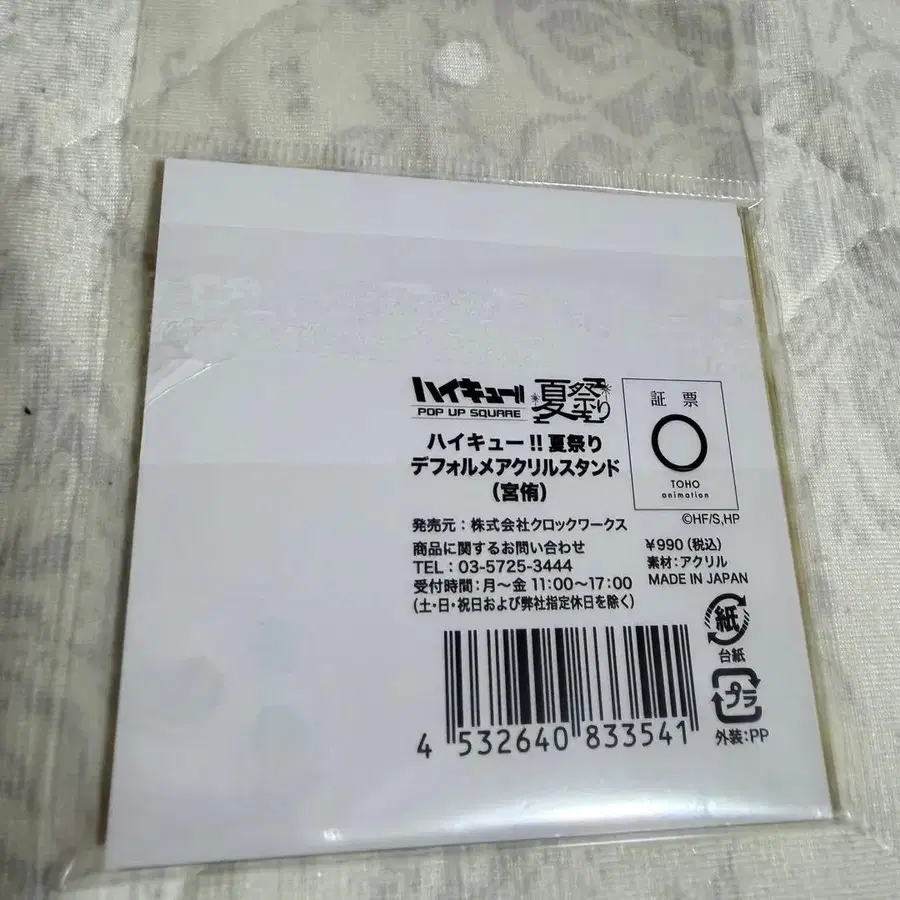 ハイキュー!! 夏祭り
POP UP SQUARE
ハイキュー!! 夏祭り
デフォルメアクリルスタンド
(宮侑)
証票
TOHO
animation
©HF/S,HP
発売元：株式会社クロックワークス
商品に関するお問い合わせ
TEL：03-5725-3444
受付時間：月～金 11:00～17:00
(土・日・祝日および弊社指定休日を除く)
¥990(税込)
素材：アクリル
MADE IN JAPAN
紙
台紙
プラ
外装：PP
4 532640 833541